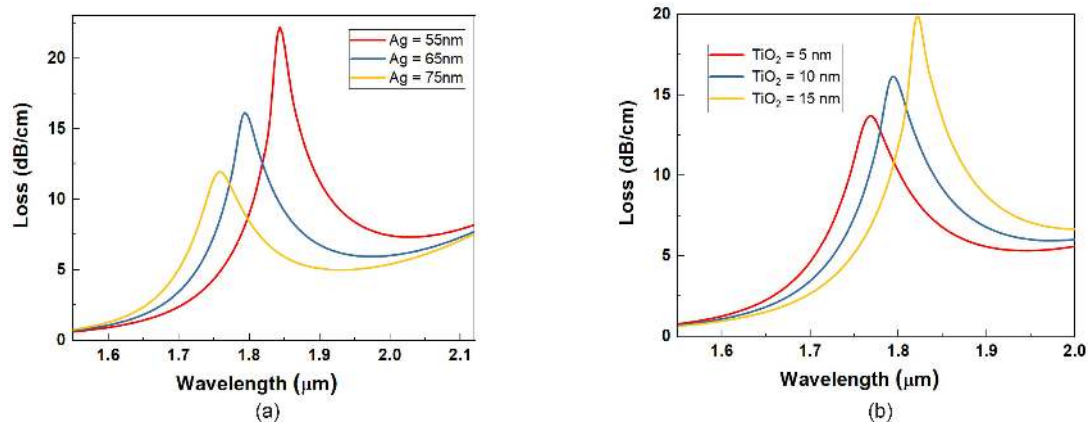 20
15
10
5
0
Loss (dB/cm)
Ag = 55nm
Ag = 65nm
Ag = 75nm
1.6 1.7 1.8 1.9 2.0 2.1
Wavelength (µm)
(a)
20
15
10
5
0
Loss (dB/cm)
TiO₂ = 5 nm
TiO₂ = 10 nm
TiO₂ = 15 nm
1.6 1.7 1.8 1.9 2.0
Wavelength (µm)
(b)